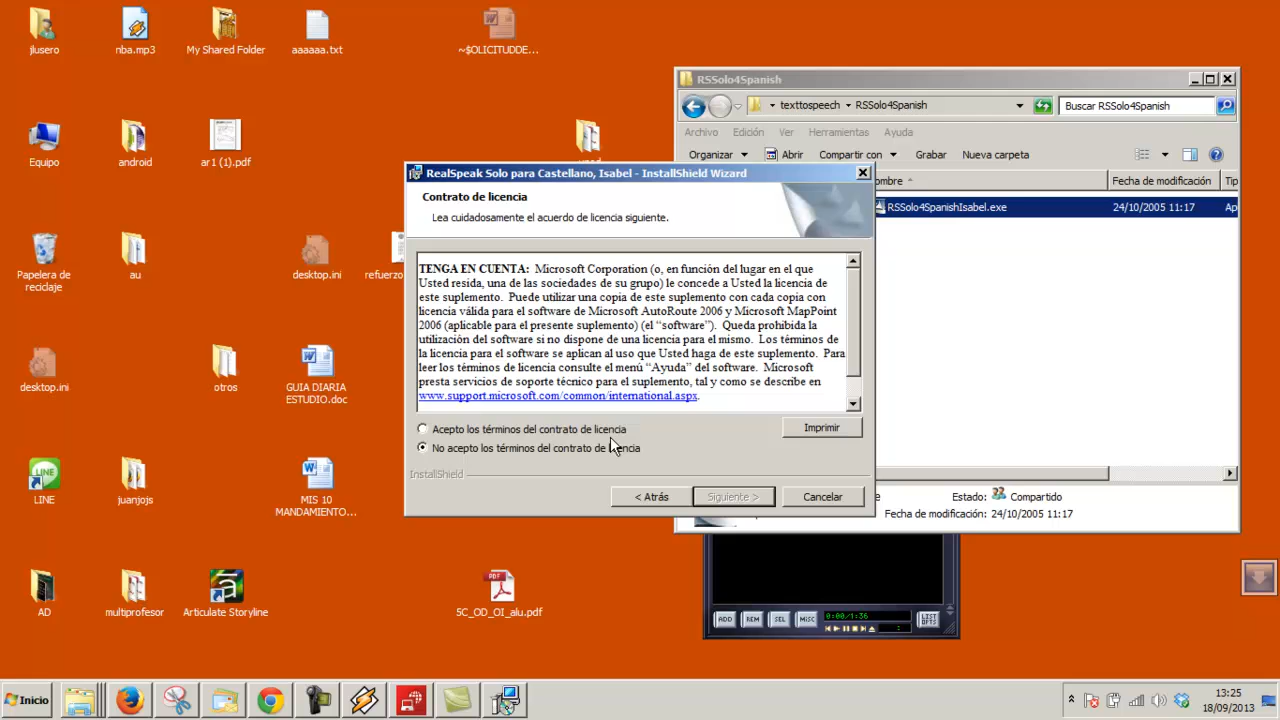 jlusero
nba.mp3
My Shared Folder
aaaaaa.txt
~$OLICITUDDE...
Equipo
android
ar1 (1).pdf
Papelera de
reciclaje
au
desktop.ini
refuerzo
desktop.ini
otros
GUIA DIARIA
ESTUDIO.doc
LINE
juanjojs
MIS 10
MANDAMIENTO...
AD
multiprofesor
Articulate Storyline
5C_OD_OI_alu.pdf
RSSolo4Spanish
texttospeech
RSSolo4Spanish
Buscar RSSolo4Spanish
Archivo Edición Ver Herramientas Ayuda
Organizar Abrir Compartir con Grabar Nueva carpeta
ombre Fecha de modificación Tip
RSSolo4SpanishIsabel.exe 24/10/2005 11:17 Ap
Estado: Compartido
Fecha de modificación: 24/10/2005 11:17
RealSpeak Solo para Castellano, Isabel - InstallShield Wizard
Contrato de licencia
Lea cuidadosamente el acuerdo de licencia siguiente.
TENGA EN CUENTA: Microsoft Corporation (o, en función del lugar en el que
Usted resida, una de las sociedades de su grupo) le concede a Usted la licencia de
este suplemento. Puede utilizar una copia de este suplemento con cada copia con
licencia válida para el software de Microsoft AutoRoute 2006 y Microsoft MapPoint
2006 (aplicable para el presente suplemento) (el “software”). Queda prohibida la
utilización del software si no dispone de una licencia para el mismo. Los términos de
la licencia para el software se aplican al uso que Usted haga de este suplemento. Para
leer los términos de licencia consulte el menú “Ayuda” del software. Microsoft
presta servicios de soporte técnico para el suplemento, tal y como se describe en
www.support.microsoft.com/common/international.aspx.
Acepto los términos del contrato de licencia
Imprimir
No acepto los términos del contrato de licencia
InstallShield
< Atrás
Siguiente >
Cancelar
ADD REM SEL MISC 0:00/1:36 LIST OPTS
Inicio
13:25
18/09/2013